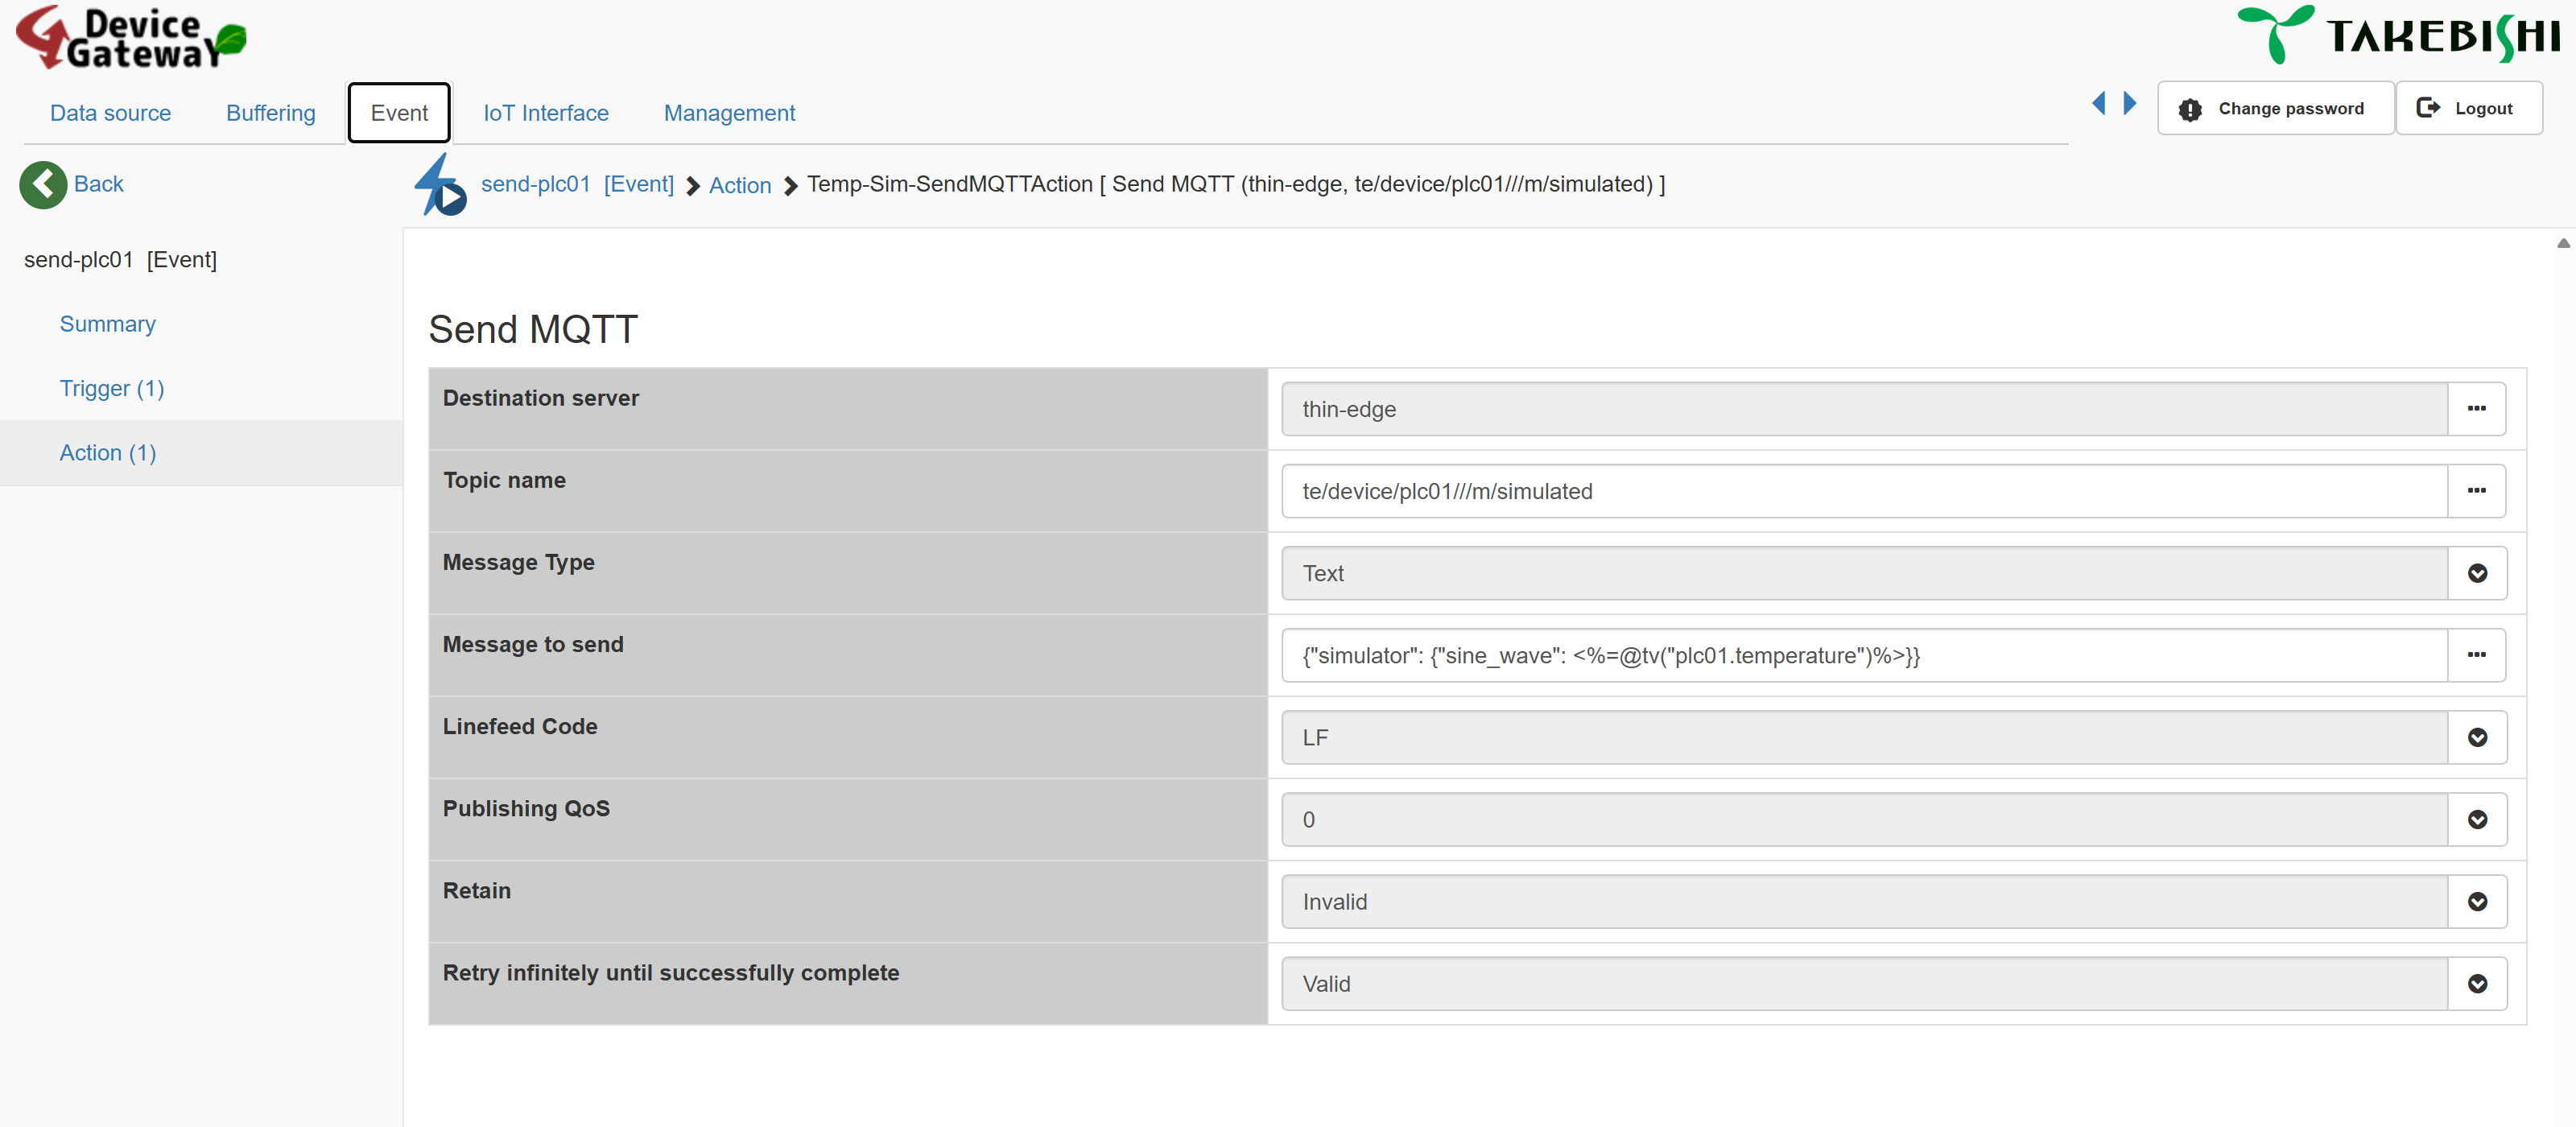 Device Gateway
TAKEBISHI
Data source Buffering Event IoT Interface Management
Change password Logout
Back
send-plc01 [Event] Action Temp-Sim-SendMQTTAction [ Send MQTT (thin-edge, te/device/plc01///m/simulated) ]
send-plc01 [Event]
Summary
Trigger (1)
Action (1)
Send MQTT
Destination server thin-edge
Topic name te/device/plc01///m/simulated
Message Type Text
Message to send {"simulator": {"sine_wave": <%=@tv("plc01.temperature")%>}}
Linefeed Code LF
Publishing QoS 0
Retain Invalid
Retry infinitely until successfully complete Valid